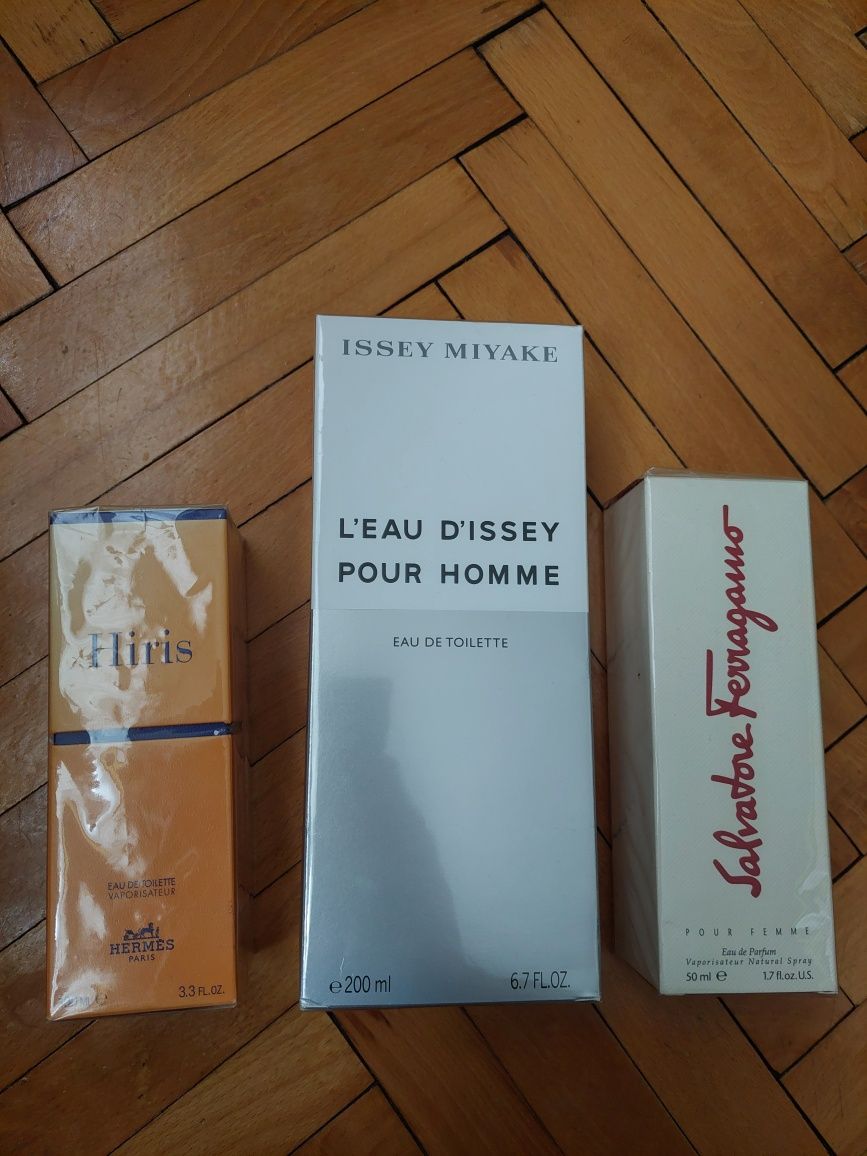 Hiris
EAU DE TOILETTE
VAPORISATEUR
HERMÈS
PARIS
3.3 FL.OZ.
ISSEY MIYAKE
L'EAU D'ISSEY
POUR HOMME
EAU DE TOILETTE
e 200 ml 6.7 FL.OZ.
Salvatore Ferragamo
POUR FEMME
Eau de Parfum
Vaporisateur Natural Spray
50 ml e 1.7 fl.oz.U.S.